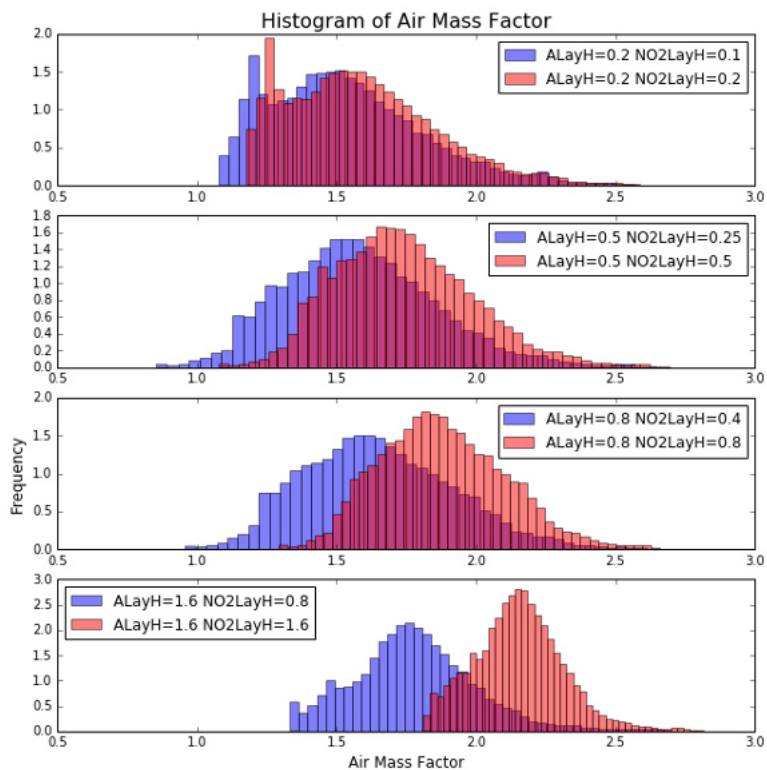 Histogram of Air Mass Factor
2.0
1.5
1.0
0.5
0.0
ALayH=0.2 NO2LayH=0.1
ALayH=0.2 NO2LayH=0.2
0.5 1.0 1.5 2.0 2.5 3.0
1.8
1.6
1.4
1.2
1.0
0.8
0.6
0.4
0.2
0.0
ALayH=0.5 NO2LayH=0.25
ALayH=0.5 NO2LayH=0.5
0.5 1.0 1.5 2.0 2.5 3.0
Frequency
2.0
1.5
1.0
0.5
0.0
ALayH=0.8 NO2LayH=0.4
ALayH=0.8 NO2LayH=0.8
0.5 1.0 1.5 2.0 2.5 3.0
3.0
2.5
2.0
1.5
1.0
0.5
0.0
ALayH=1.6 NO2LayH=0.8
ALayH=1.6 NO2LayH=1.6
0.5 1.0 1.5 2.0 2.5 3.0
Air Mass Factor